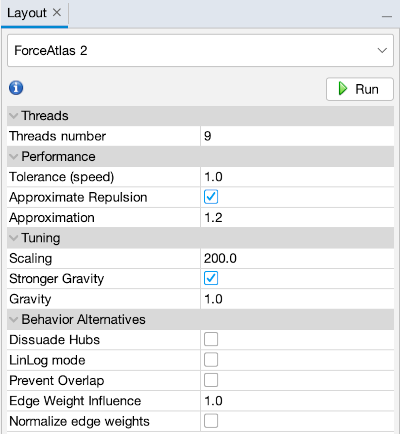 Layout
ForceAtlas 2
Run
Threads
Threads number 9
Performance
Tolerance (speed) 1.0
Approximate Repulsion
Approximation 1.2
Tuning
Scaling 200.0
Stronger Gravity
Gravity 1.0
Behavior Alternatives
Dissuade Hubs
LinLog mode
Prevent Overlap
Edge Weight Influence 1.0
Normalize edge weights